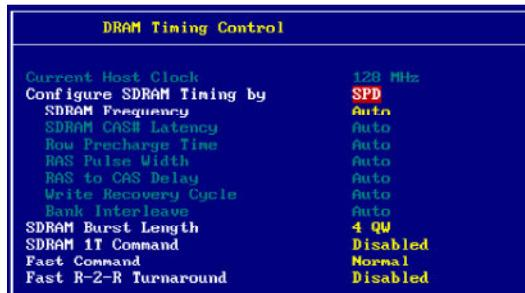 DRAM Timing Control
Current Host Clock 128 MHz
Configure SDRAM Timing by SPD
SDRAM Frequency Auto
SDRAM CAS# Latency Auto
Row Precharge Time Auto
RAS Pulse Width Auto
RAS to CAS Delay Auto
Write Recovery Cycle Auto
Bank Interleave Auto
SDRAM Burst Length 4 QW
SDRAM 1T Command Disabled
Fast Command Normal
Fast R-2-R Turnaround Disabled